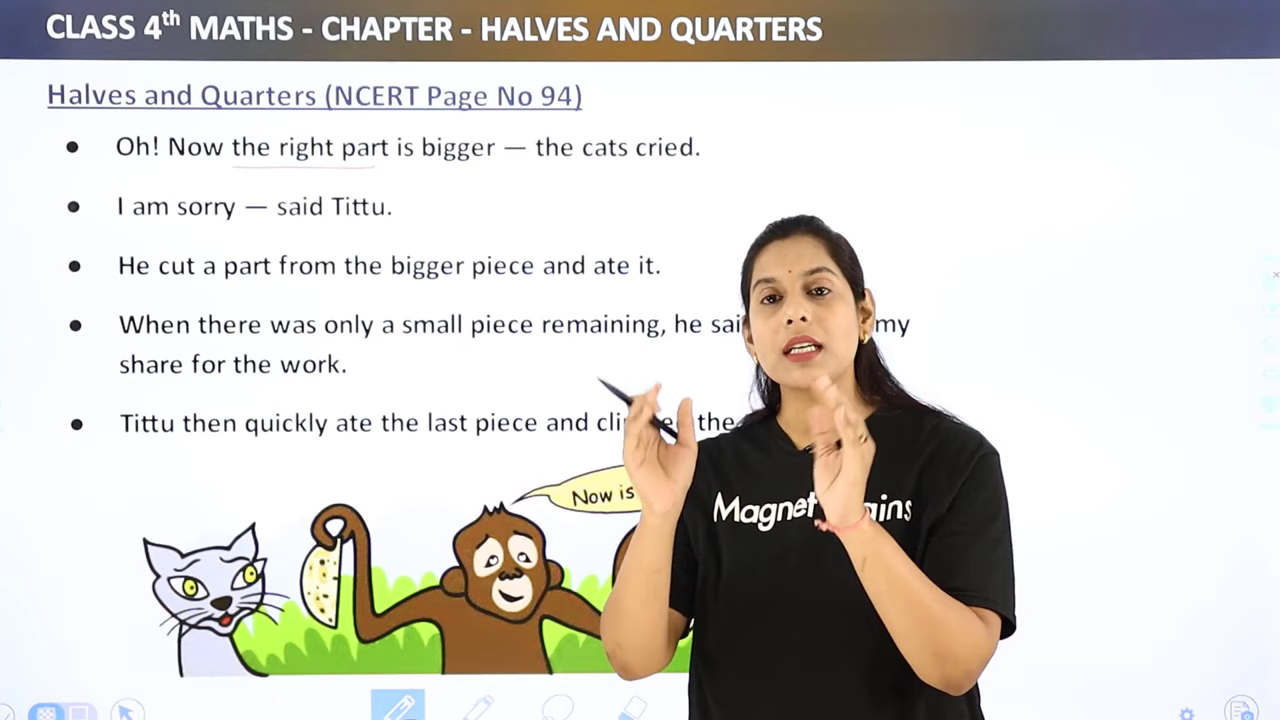 CLASS 4th MATHS - CHAPTER - HALVES AND QUARTERS
Halves and Quarters (NCERT Page No 94)
● Oh! Now the right part is bigger — the cats cried.
● I am sorry — said Tittu.
● He cut a part from the bigger piece and ate it.
● When there was only a small piece remaining, he my
share for the work.
● Tittu then quickly ate the last piece and the
Now is
Magnet